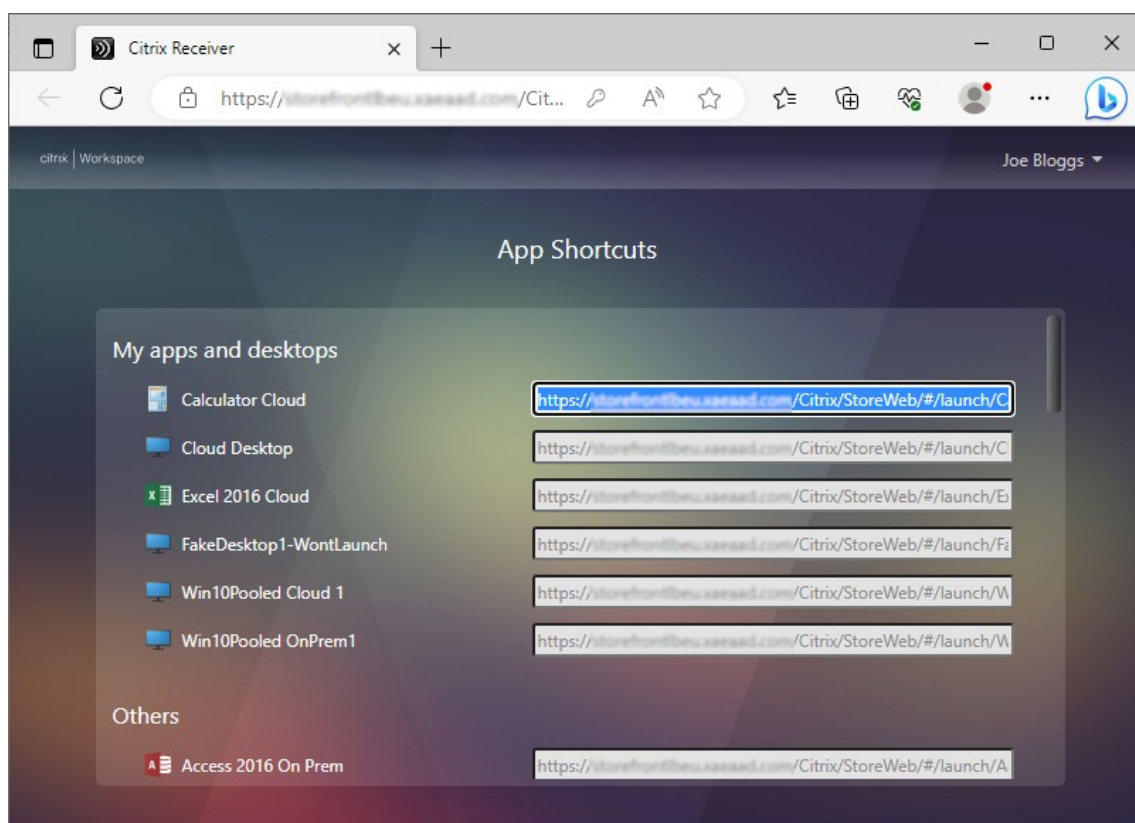 Citrix Receiver
https:// /Cit...
citrix | Workspace
Joe Bloggs
App Shortcuts
My apps and desktops
Calculator Cloud https:// /Citrix/StoreWeb/#/launch/C
Cloud Desktop https:// /Citrix/StoreWeb/#/launch/C
Excel 2016 Cloud https:// /Citrix/StoreWeb/#/launch/Ex
FakeDesktop1-WontLaunch https:// /Citrix/StoreWeb/#/launch/Fa
Win10Pooled Cloud 1 https:// /Citrix/StoreWeb/#/launch/W
Win10Pooled OnPrem1 https:// /Citrix/StoreWeb/#/launch/W
Others
Access 2016 On Prem https:// /Citrix/StoreWeb/#/launch/A